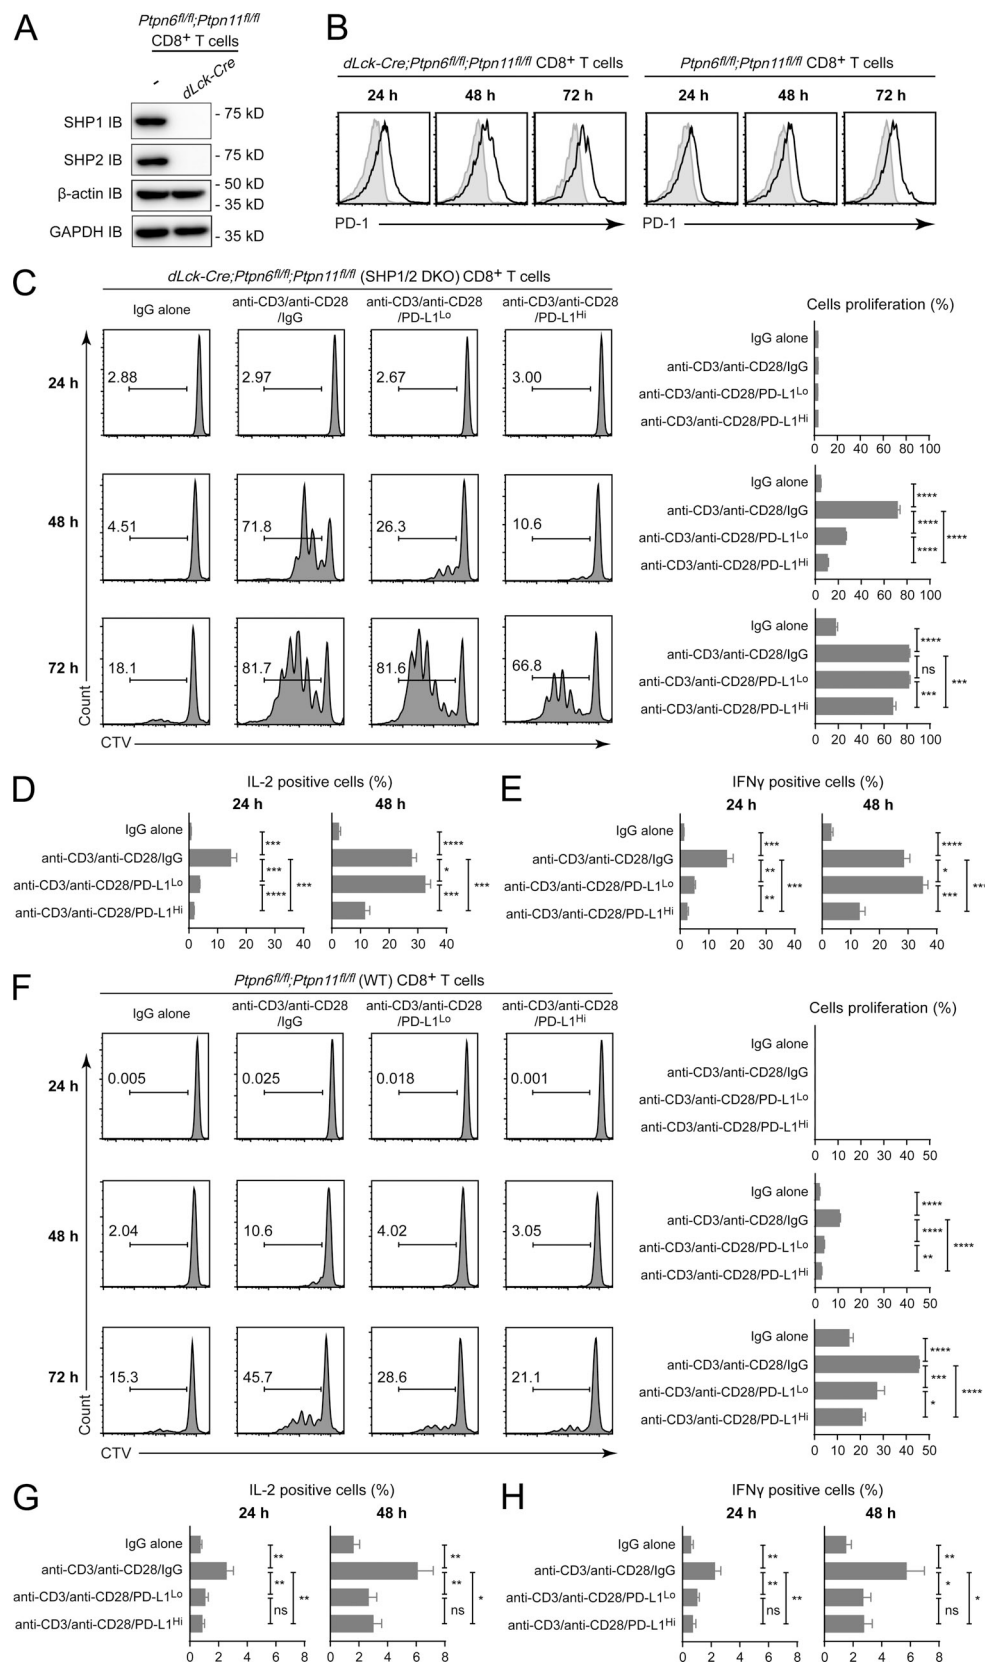 A
Ptpn6fl/fl;Ptpn11fl/fl
CD8+ T cells
-
dLck-Cre
SHP1 IB
- 75 kD
SHP2 IB
- 75 kD
β-actin IB
- 50 kD
- 35 kD
GAPDH IB
- 35 kD
B
dLck-Cre;Ptpn6fl/fl;Ptpn11fl/fl CD8+ T cells
Ptpn6fl/fl;Ptpn11fl/fl CD8+ T cells
24 h 48 h 72 h
24 h 48 h 72 h
PD-1
PD-1
C
dLck-Cre;Ptpn6fl/fl;Ptpn11fl/fl (SHP1/2 DKO) CD8+ T cells
IgG alone
anti-CD3/anti-CD28
/IgG
anti-CD3/anti-CD28
/PD-L1Lo
anti-CD3/anti-CD28
/PD-L1Hi
24 h
2.88 2.97 2.67 3.00
48 h
4.51 71.8 26.3 10.6
72 h
18.1 81.7 81.6 66.8
Count
CTV
Cells proliferation (%)
IgG alone
anti-CD3/anti-CD28/IgG
anti-CD3/anti-CD28/PD-L1Lo
anti-CD3/anti-CD28/PD-L1Hi
0 20 40 60 80 100
IgG alone
anti-CD3/anti-CD28/IgG
anti-CD3/anti-CD28/PD-L1Lo
anti-CD3/anti-CD28/PD-L1Hi
****
****
****
****
0 20 40 60 80 100
IgG alone
anti-CD3/anti-CD28/IgG
anti-CD3/anti-CD28/PD-L1Lo
anti-CD3/anti-CD28/PD-L1Hi
****
ns
***
***
0 20 40 60 80 100
D
IL-2 positive cells (%)
24 h 48 h
IgG alone
anti-CD3/anti-CD28/IgG
anti-CD3/anti-CD28/PD-L1Lo
anti-CD3/anti-CD28/PD-L1Hi
***
***
****
***
****
*
***
***
0 10 20 30 40
0 10 20 30 40
E
IFNγ positive cells (%)
24 h 48 h
IgG alone
anti-CD3/anti-CD28/IgG
anti-CD3/anti-CD28/PD-L1Lo
anti-CD3/anti-CD28/PD-L1Hi
***
**
**
***
****
*
***
***
0 10 20 30 40
0 10 20 30 40
F
Ptpn6fl/fl;Ptpn11fl/fl (WT) CD8+ T cells
IgG alone
anti-CD3/anti-CD28
/IgG
anti-CD3/anti-CD28
/PD-L1Lo
anti-CD3/anti-CD28
/PD-L1Hi
24 h
0.005 0.025 0.018 0.001
48 h
2.04 10.6 4.02 3.05
72 h
15.3 45.7 28.6 21.1
Count
CTV
Cells proliferation (%)
IgG alone
anti-CD3/anti-CD28/IgG
anti-CD3/anti-CD28/PD-L1Lo
anti-CD3/anti-CD28/PD-L1Hi
0 10 20 30 40 50
IgG alone
anti-CD3/anti-CD28/IgG
anti-CD3/anti-CD28/PD-L1Lo
anti-CD3/anti-CD28/PD-L1Hi
****
****
**
****
0 10 20 30 40 50
IgG alone
anti-CD3/anti-CD28/IgG
anti-CD3/anti-CD28/PD-L1Lo
anti-CD3/anti-CD28/PD-L1Hi
****
***
*
****
0 10 20 30 40 50
G
IL-2 positive cells (%)
24 h 48 h
IgG alone
anti-CD3/anti-CD28/IgG
anti-CD3/anti-CD28/PD-L1Lo
anti-CD3/anti-CD28/PD-L1Hi
**
**
ns
**
**
**
ns
*
0 2 4 6 8
0 2 4 6 8
H
IFNγ positive cells (%)
24 h 48 h
IgG alone
anti-CD3/anti-CD28/IgG
anti-CD3/anti-CD28/PD-L1Lo
anti-CD3/anti-CD28/PD-L1Hi
**
**
ns
**
**
*
ns
*
0 2 4 6 8
0 2 4 6 8